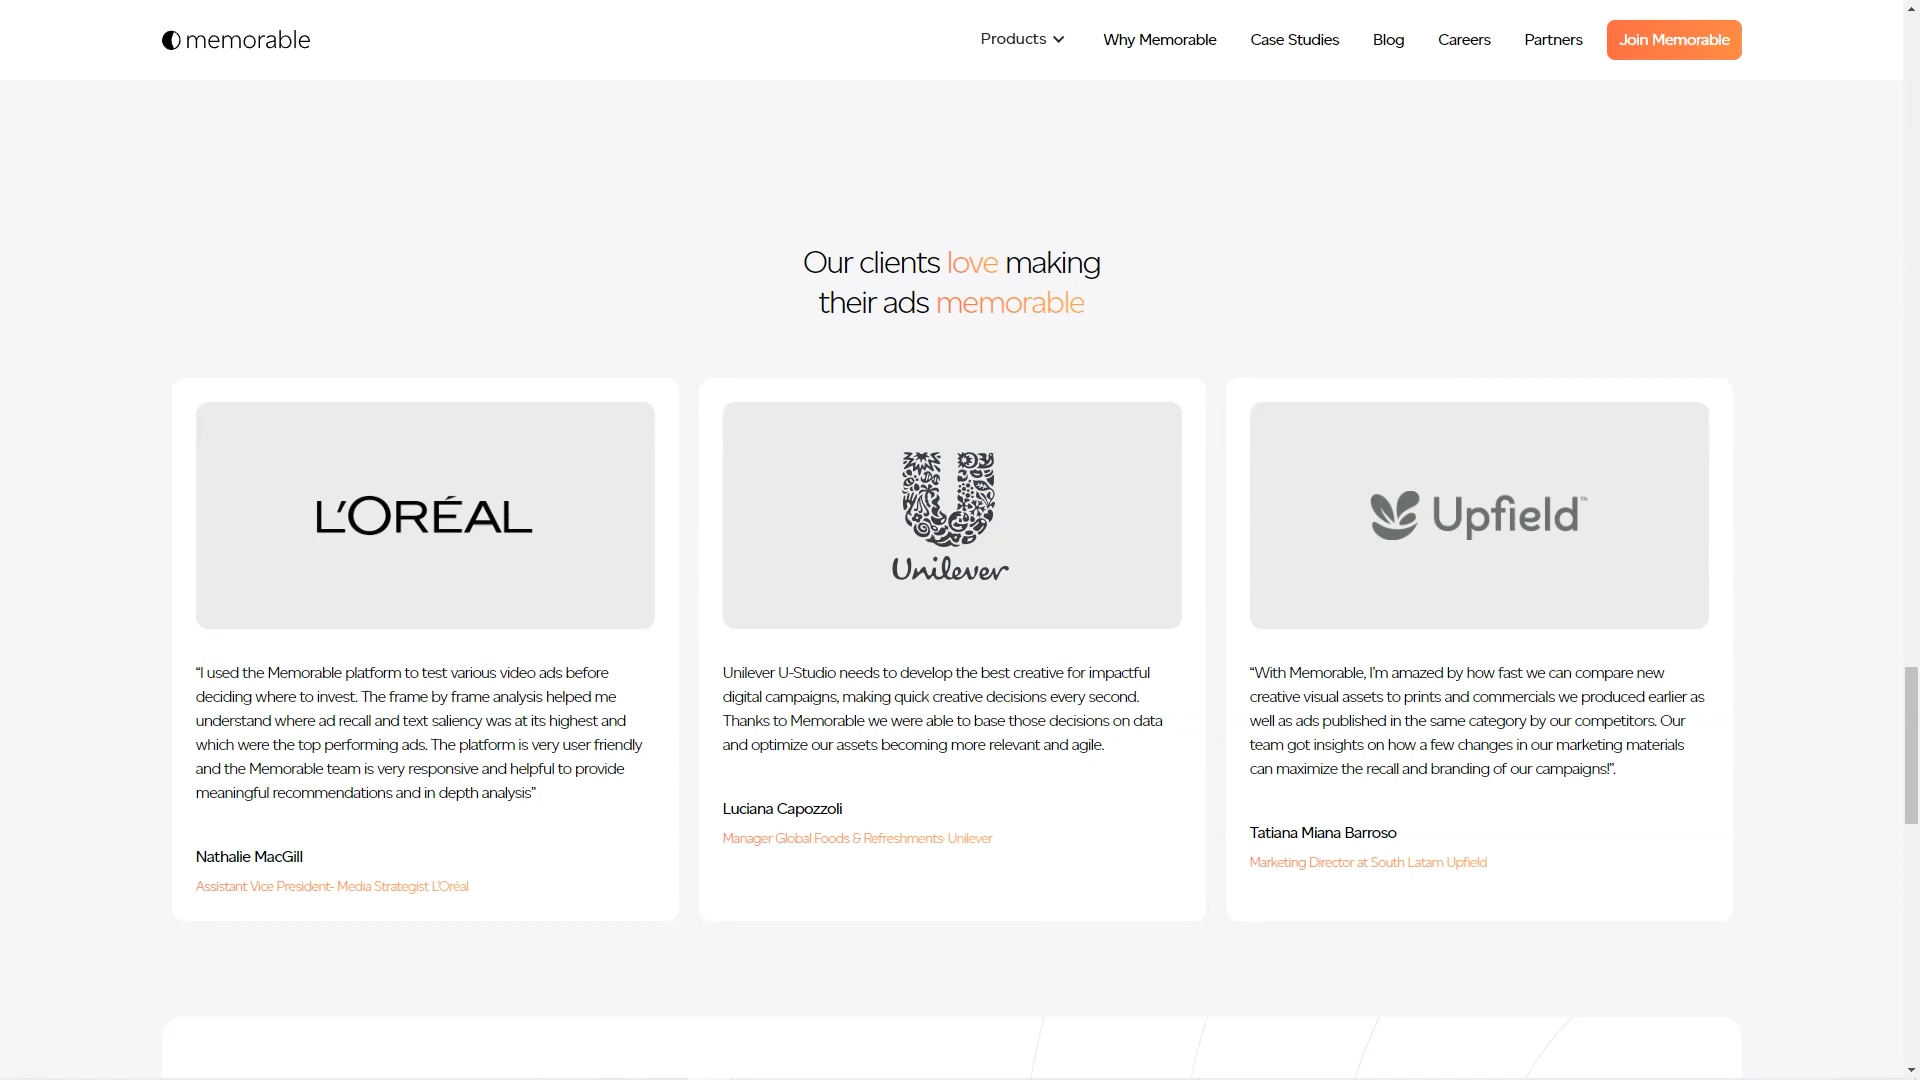 memorable
Products
Why Memorable
Case Studies
Blog
Careers
Partners
Join Memorable
Our clients love making
their ads memorable
L'ORÉAL
“I used the Memorable platform to test various video ads before
deciding where to invest. The frame by frame analysis helped me
understand where ad recall and text saliency was at its highest and
which were the top performing ads. The platform is very user friendly
and the Memorable team is very responsive and helpful to provide
meaningful recommendations and in depth analysis”
Nathalie MacGill
Assistant Vice President- Media Strategist L'Oréal
Unilever
Unilever U-Studio needs to develop the best creative for impactful
digital campaigns, making quick creative decisions every second.
Thanks to Memorable we were able to base those decisions on data
and optimize our assets becoming more relevant and agile.
Luciana Capozzoli
Manager Global Foods & Refreshments· Unilever
Upfield™
“With Memorable, I'm amazed by how fast we can compare new
creative visual assets to prints and commercials we produced earlier as
well as ads published in the same category by our competitors. Our
team got insights on how a few changes in our marketing materials
can maximize the recall and branding of our campaigns!”.
Tatiana Miana Barroso
Marketing Director at South Latam Upfield